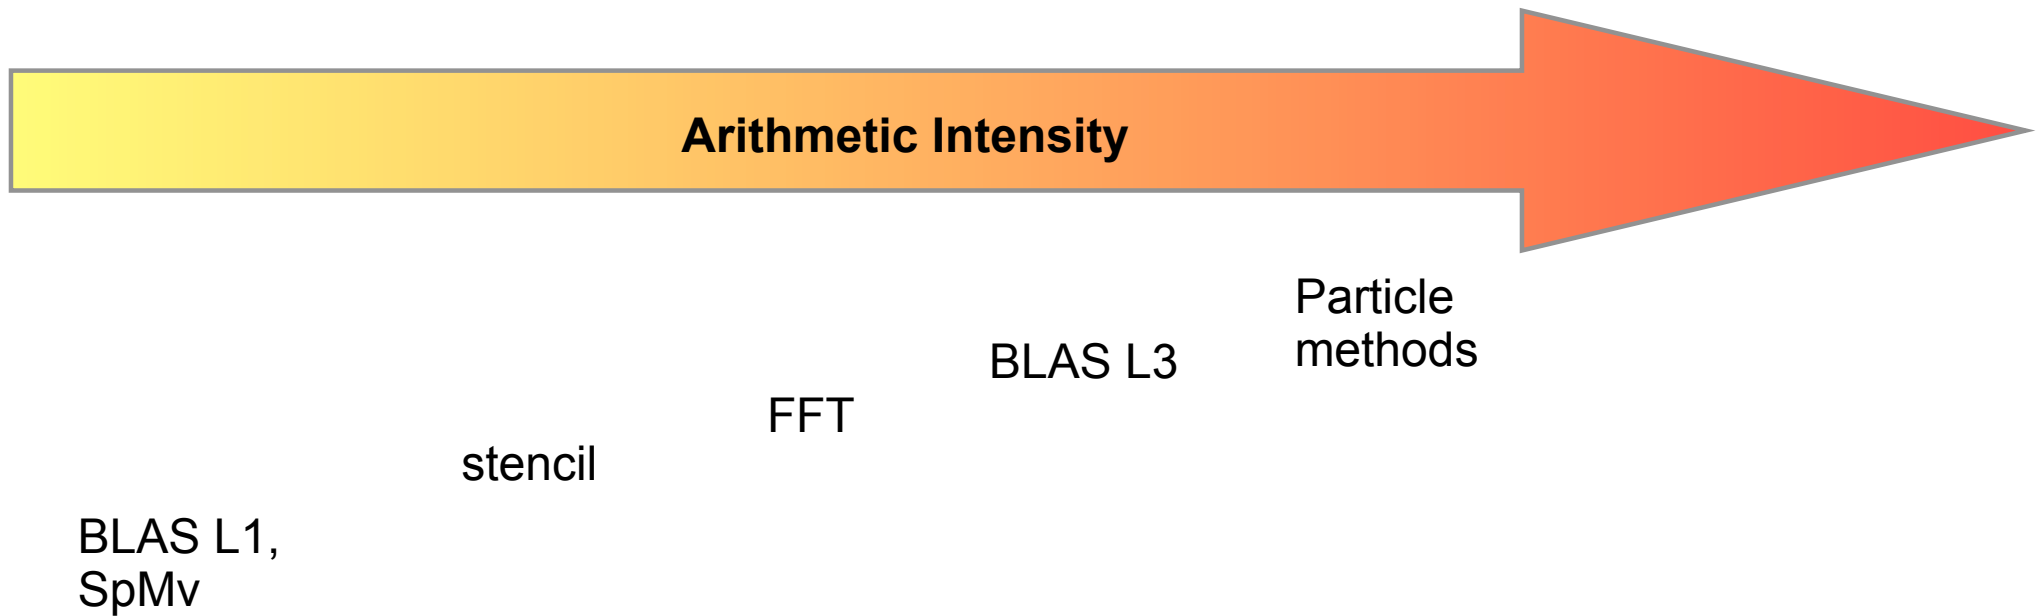 Arithmetic Intensity
Particle
methods
BLAS L3
FFT
stencil
BLAS L1,
SpMv